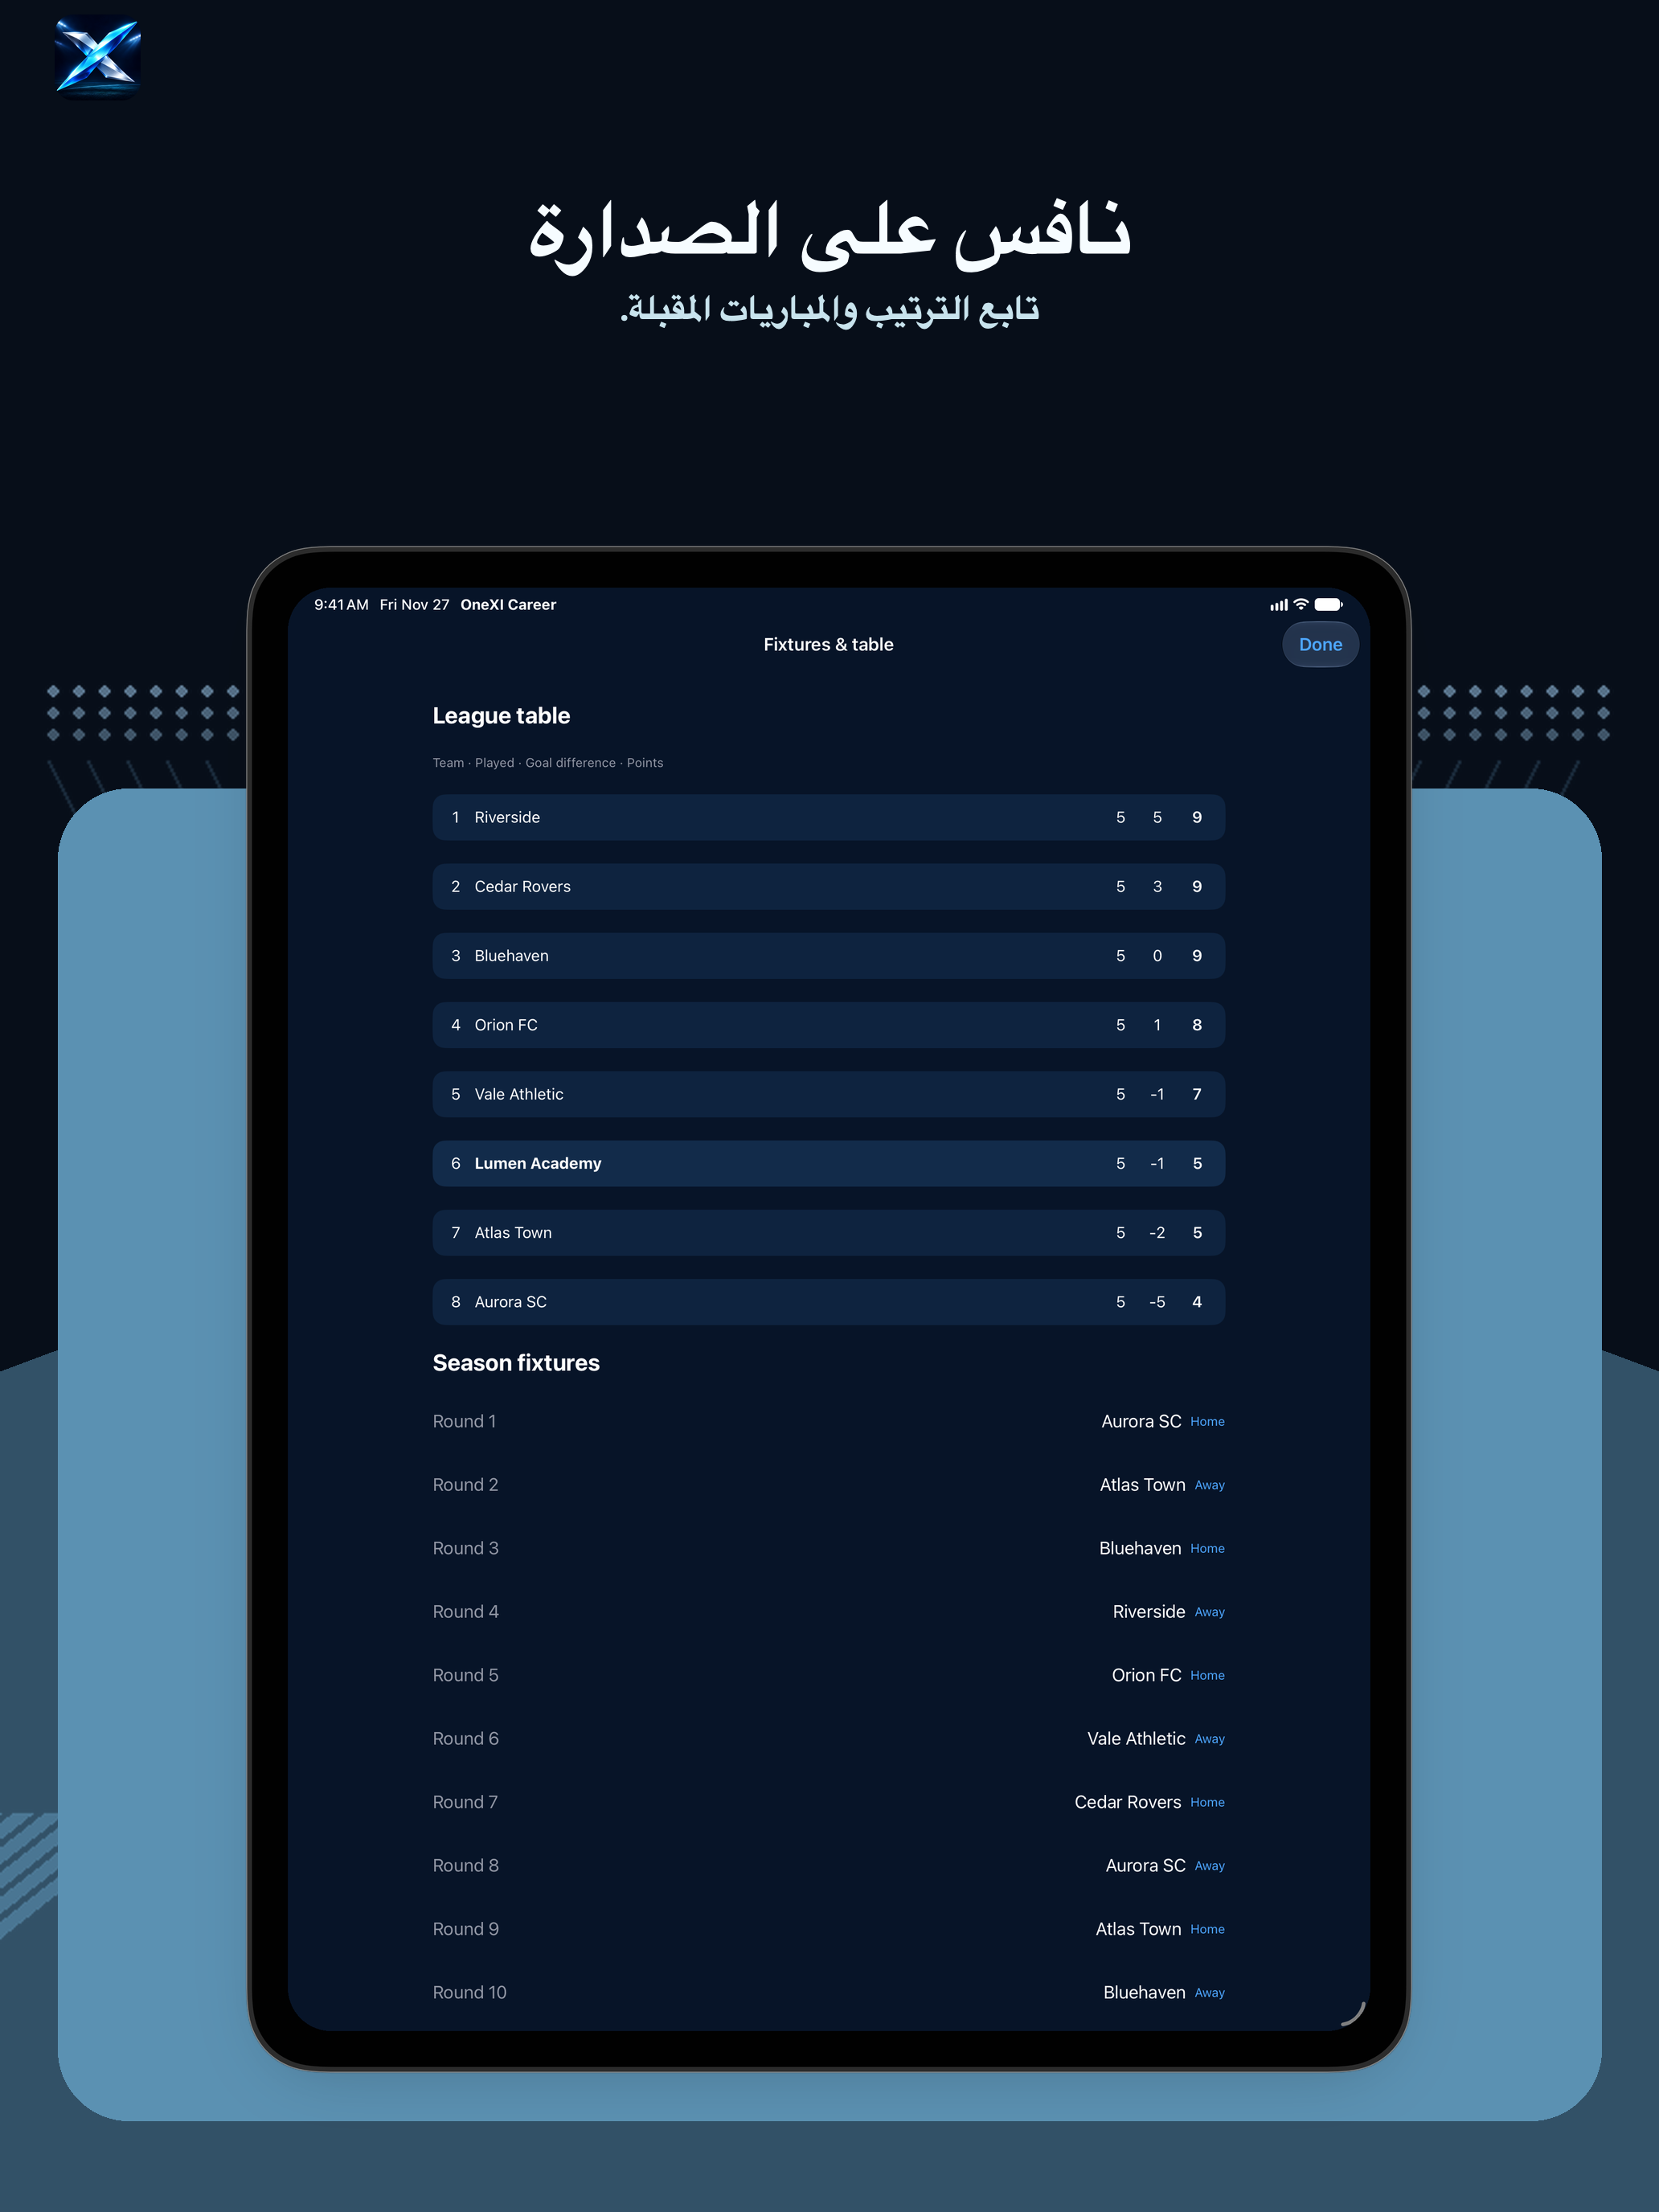 نافس على الصدارة
تابع الترتيب والمباريات المقبلة.
9:41 AM Fri Nov 27 OneXI Career
Fixtures & table Done
League table
Team · Played · Goal difference · Points
1 Riverside 5 5 9
2 Cedar Rovers 5 3 9
3 Bluehaven 5 0 9
4 Orion FC 5 1 8
5 Vale Athletic 5 -1 7
6 Lumen Academy 5 -1 5
7 Atlas Town 5 -2 5
8 Aurora SC 5 -5 4
Season fixtures
Round 1 Aurora SC Home
Round 2 Atlas Town Away
Round 3 Bluehaven Home
Round 4 Riverside Away
Round 5 Orion FC Home
Round 6 Vale Athletic Away
Round 7 Cedar Rovers Home
Round 8 Aurora SC Away
Round 9 Atlas Town Home
Round 10 Bluehaven Away